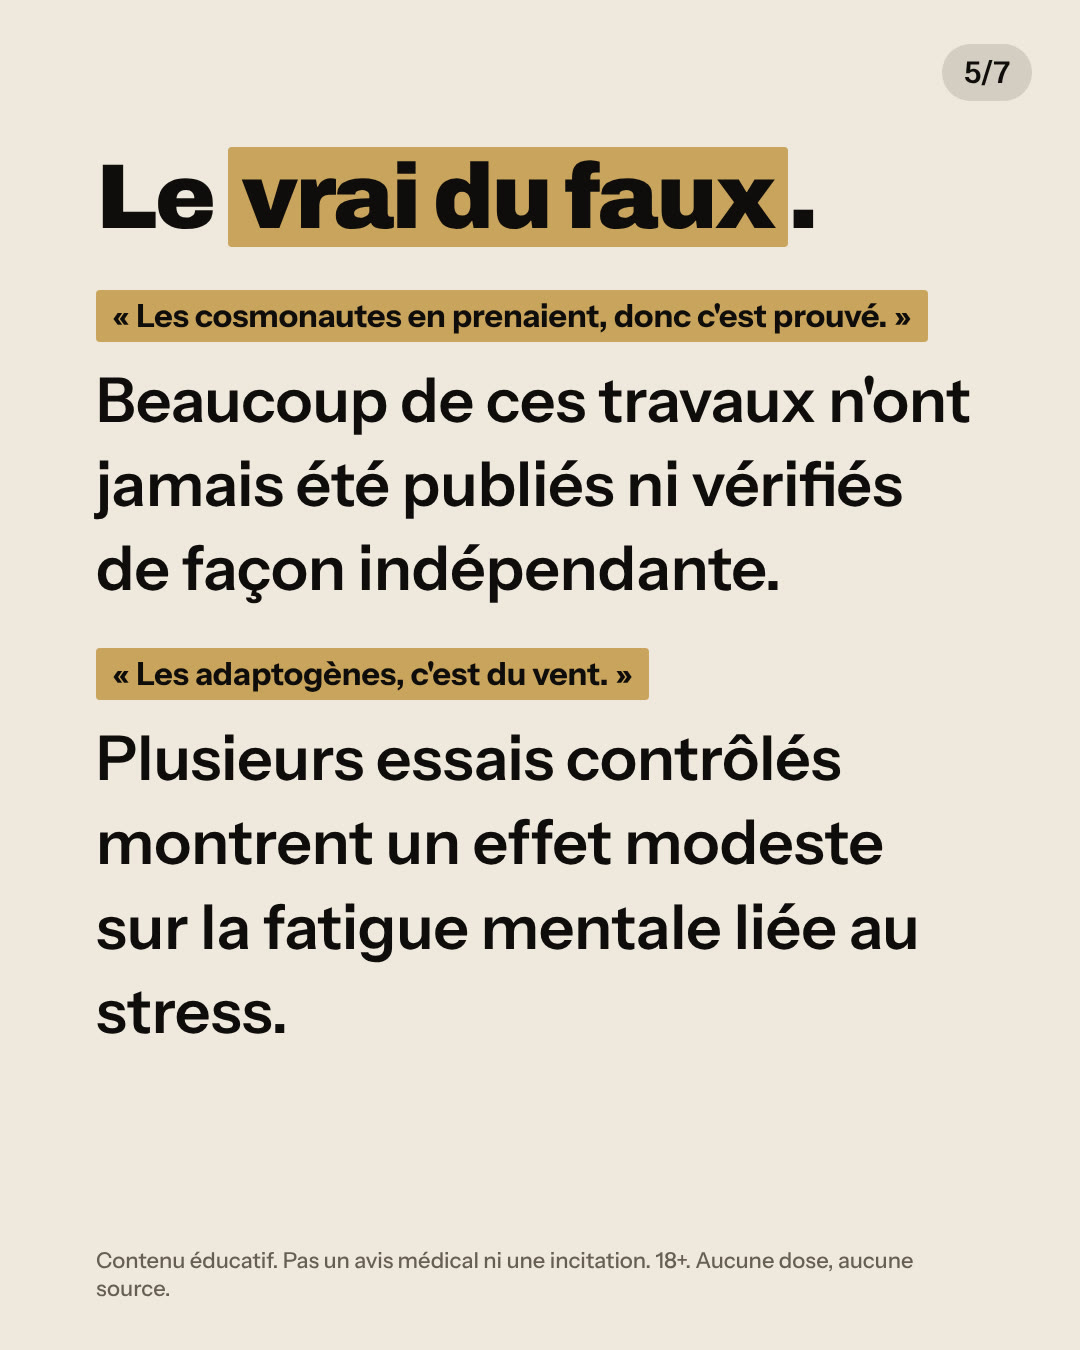 5/7
Le vrai du faux.
« Les cosmonautes en prenaient, donc c'est prouvé. »
Beaucoup de ces travaux n'ont
jamais été publiés ni vérifiés
de façon indépendante.
« Les adaptogènes, c'est du vent. »
Plusieurs essais contrôlés
montrent un effet modeste
sur la fatigue mentale liée au
stress.
Contenu éducatif. Pas un avis médical ni une incitation. 18+. Aucune dose, aucune
source.